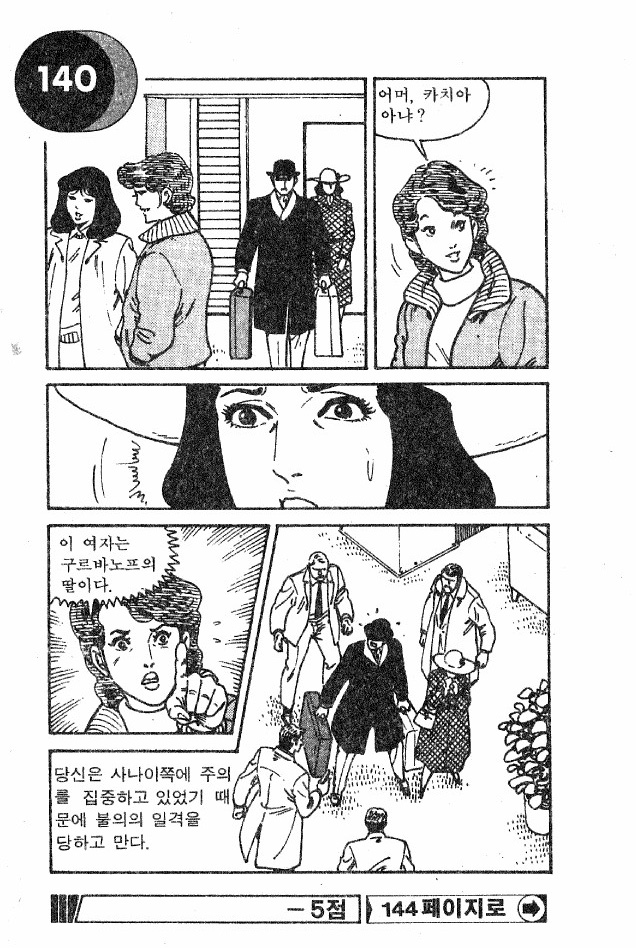 140
어머, 카치아
아냐?
이 여자는
구르바노프의
딸이다.
당신은 사나이쪽에 주의
를 집중하고 있었기 때
문에 불의의 일격을
당하고 만다.
— 5점
144 페이지로